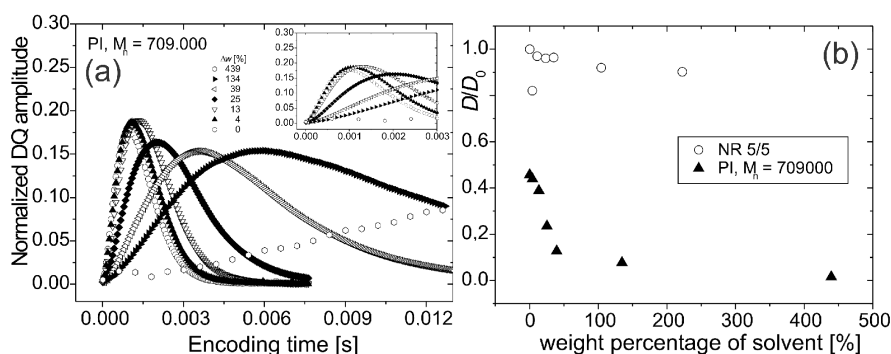 (a)
PI, Mn = 709.000
Δw [%]
439
134
39
25
13
4
0
0.30
0.25
0.20
0.15
0.10
0.05
0.00
Normalized DQ amplitude
0.000 0.003 0.006 0.009 0.012
Encoding time [s]
0.30
0.25
0.20
0.15
0.10
0.05
0.00
0.000 0.001 0.002 0.003
(b)
1.0
0.8
0.6
0.4
0.2
0.0
D/D0
NR 5/5
PI, Mn = 709000
0 100 200 300 400 500
weight percentage of solvent [%]